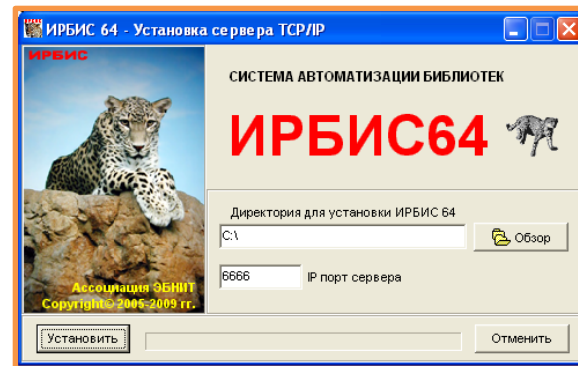 ИРБИС 64 - Установка сервера TCP/IP
ИРБИС
СИСТЕМА АВТОМАТИЗАЦИИ БИБЛИОТЕК
ИРБИС64
Директория для установки ИРБИС 64
C:\
Обзор
6666 IP порт сервера
Ассоциация ЭБНИТ
Copyright© 2005-2009 гг.
Установить
Отменить